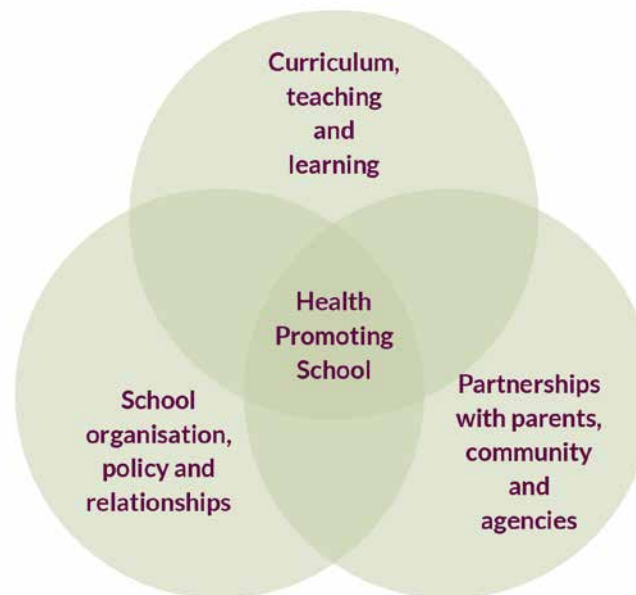 Curriculum,
teaching
and
learning
Health
Promoting
School
School
organisation,
policy and
relationships
Partnerships
with parents,
community
and
agencies